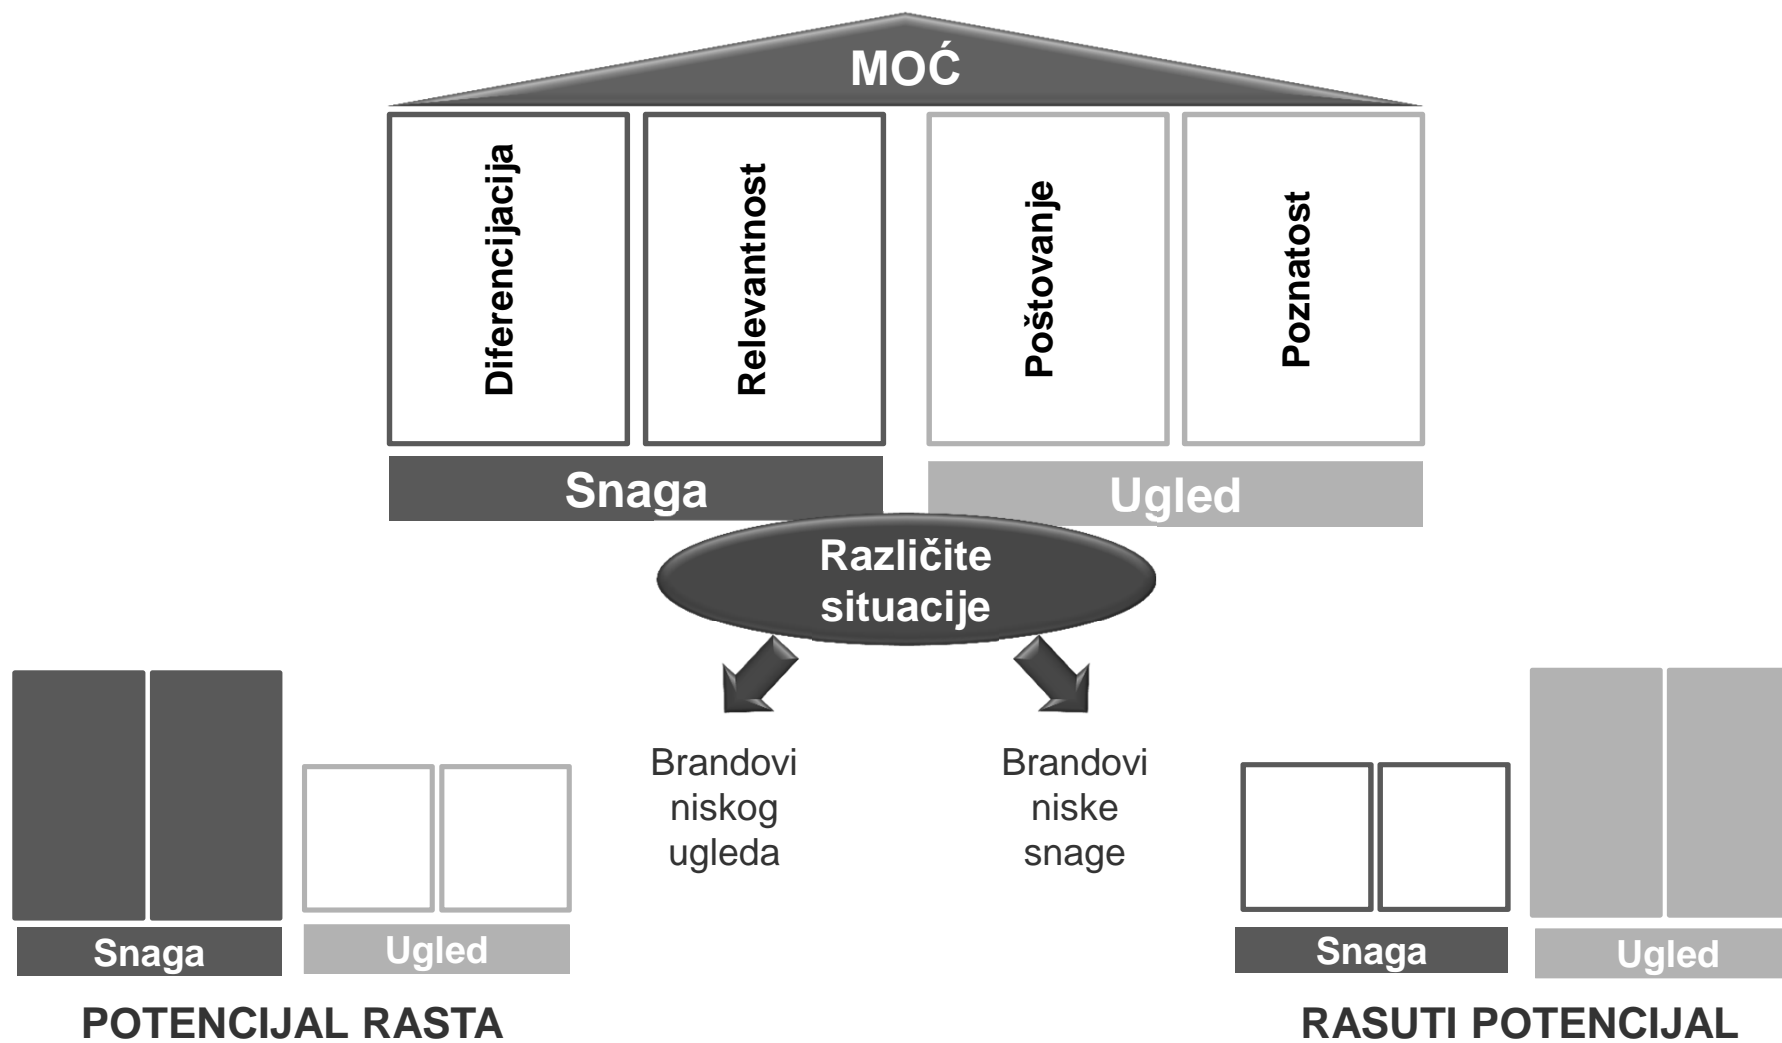 MOĆ
Diferencijacija
Relevantnost
Poštovanje
Poznatost
Snaga
Ugled
Različite
situacije
Brandovi
niskog
ugleda
Brandovi
niske
snage
Snaga
Ugled
Snaga
Ugled
POTENCIJAL RASTA
RASUTI POTENCIJAL